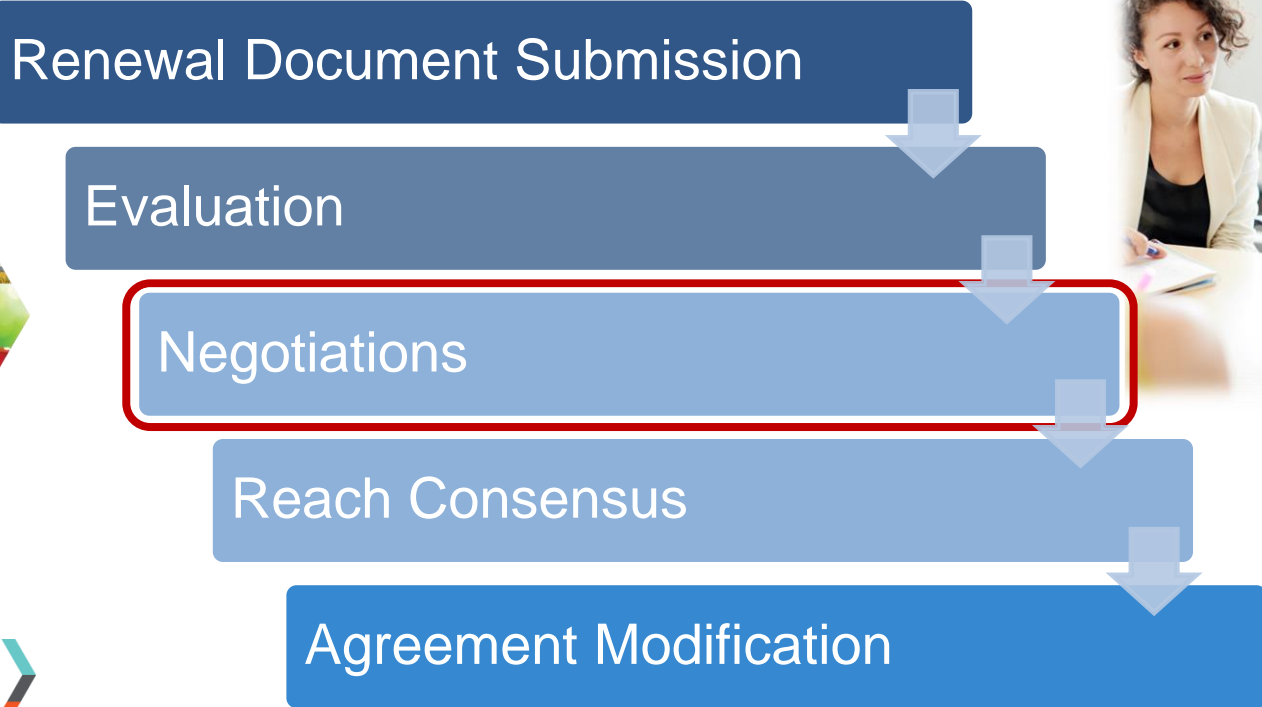 Renewal Document Submission
Evaluation
Negotiations
Reach Consensus
Agreement Modification